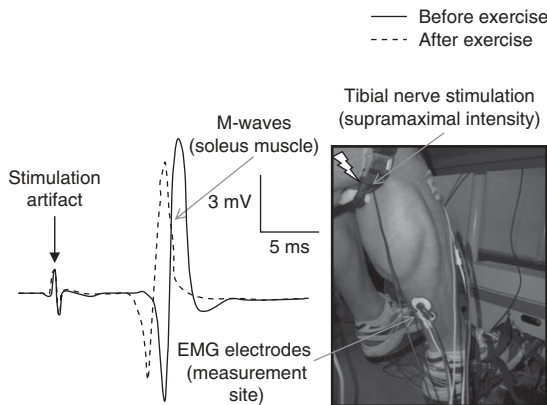 Before exercise
After exercise
Tibial nerve stimulation
(supramaximal intensity)
M-waves
(soleus muscle)
Stimulation
artifact
3 mV
5 ms
EMG electrodes
(measurement
site)